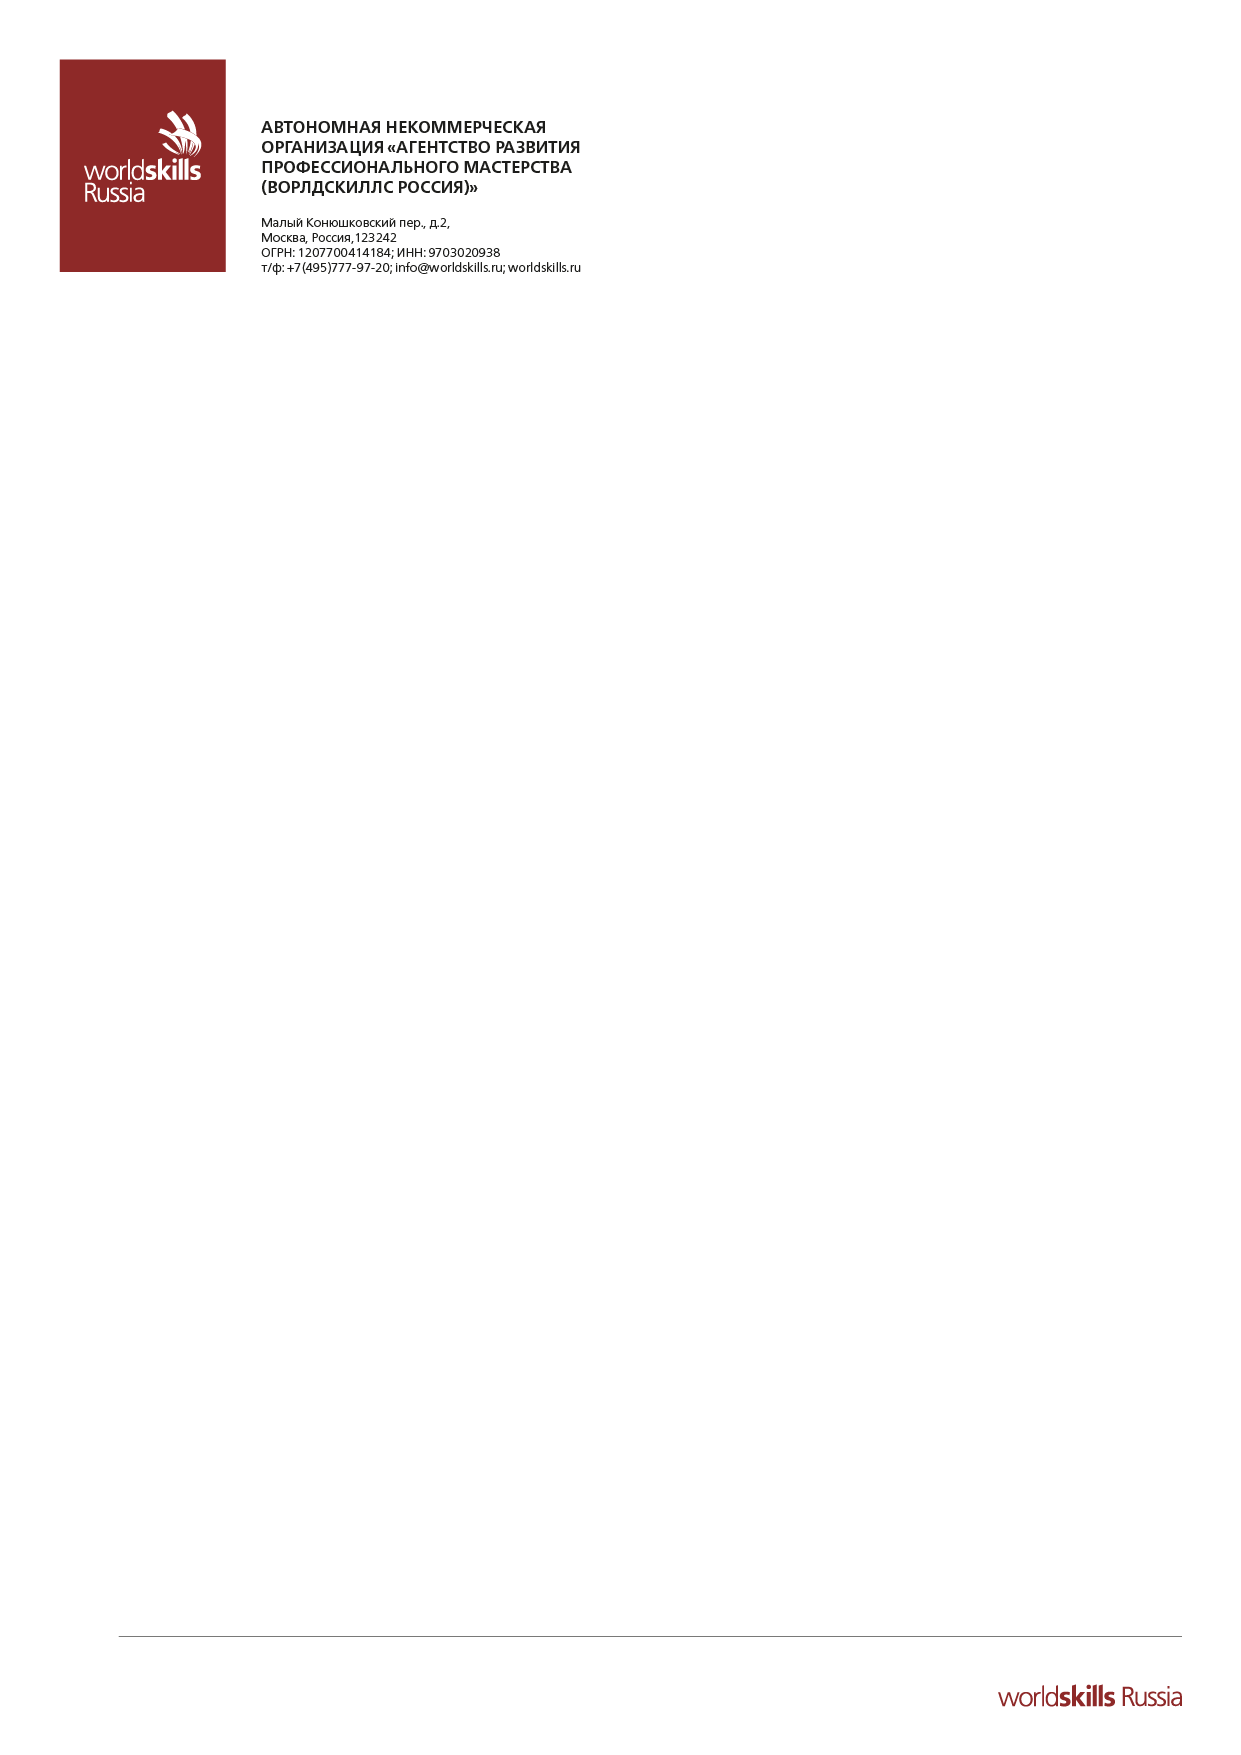 worldskills
Russia
АВТОНОМНАЯ НЕКОММЕРЧЕСКАЯ
ОРГАНИЗАЦИЯ «АГЕНТСТВО РАЗВИТИЯ
ПРОФЕССИОНАЛЬНОГО МАСТЕРСТВА
(ВОРЛДСКИЛЛС РОССИЯ)»
Малый Конюшковский пер., д.2,
Москва, Россия,123242
ОГРН: 1207700414184; ИНН: 9703020938
т/ф: +7(495)777-97-20; info@worldskills.ru; worldskills.ru
worldskills Russia